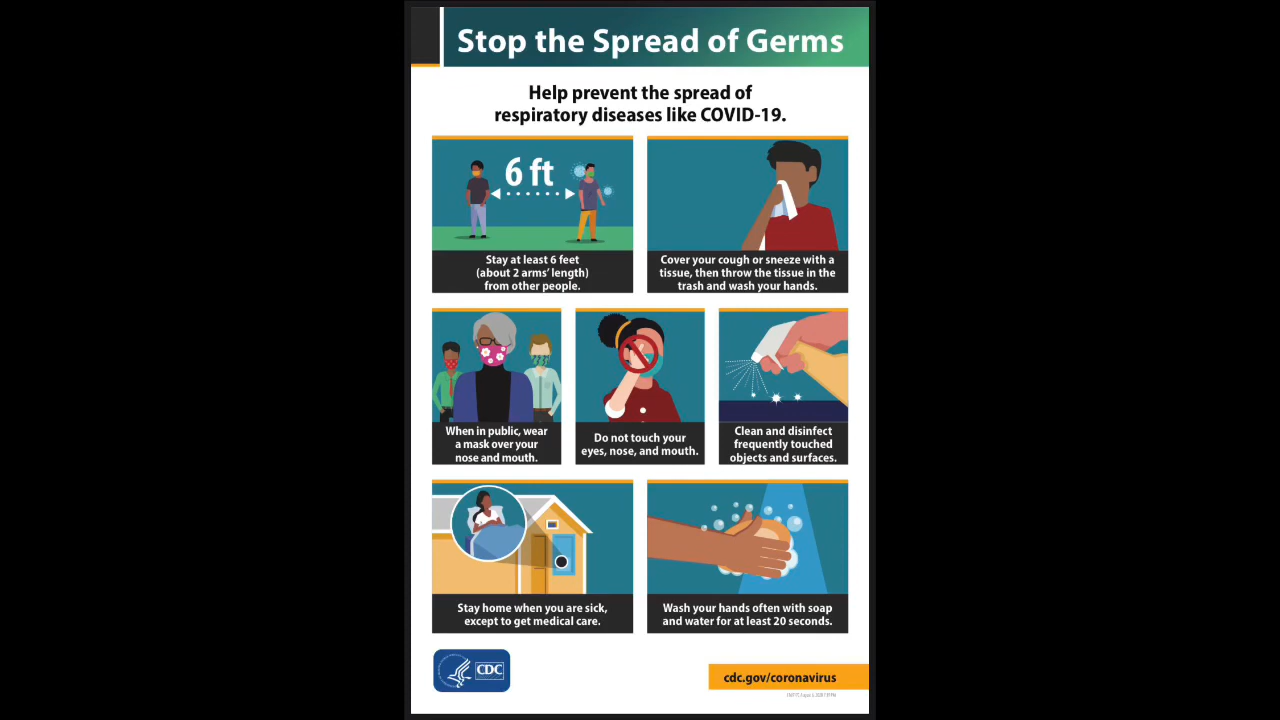 Stop the Spread of Germs
Help prevent the spread of
respiratory diseases like COVID-19.
6 ft
Stay at least 6 feet
(about 2 arms' length)
from other people.
Cover your cough or sneeze with a
tissue, then throw the tissue in the
trash and wash your hands.
When in public, wear
a mask over your
nose and mouth.
Do not touch your
eyes, nose, and mouth.
Clean and disinfect
frequently touched
objects and surfaces.
Stay home when you are sick,
except to get medical care.
Wash your hands often with soap
and water for at least 20 seconds.
CDC
cdc.gov/coronavirus